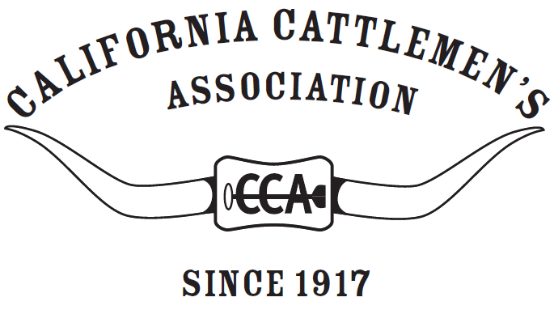 CALIFORNIA CATTLEMEN'S
ASSOCIATION
CCA
SINCE 1917